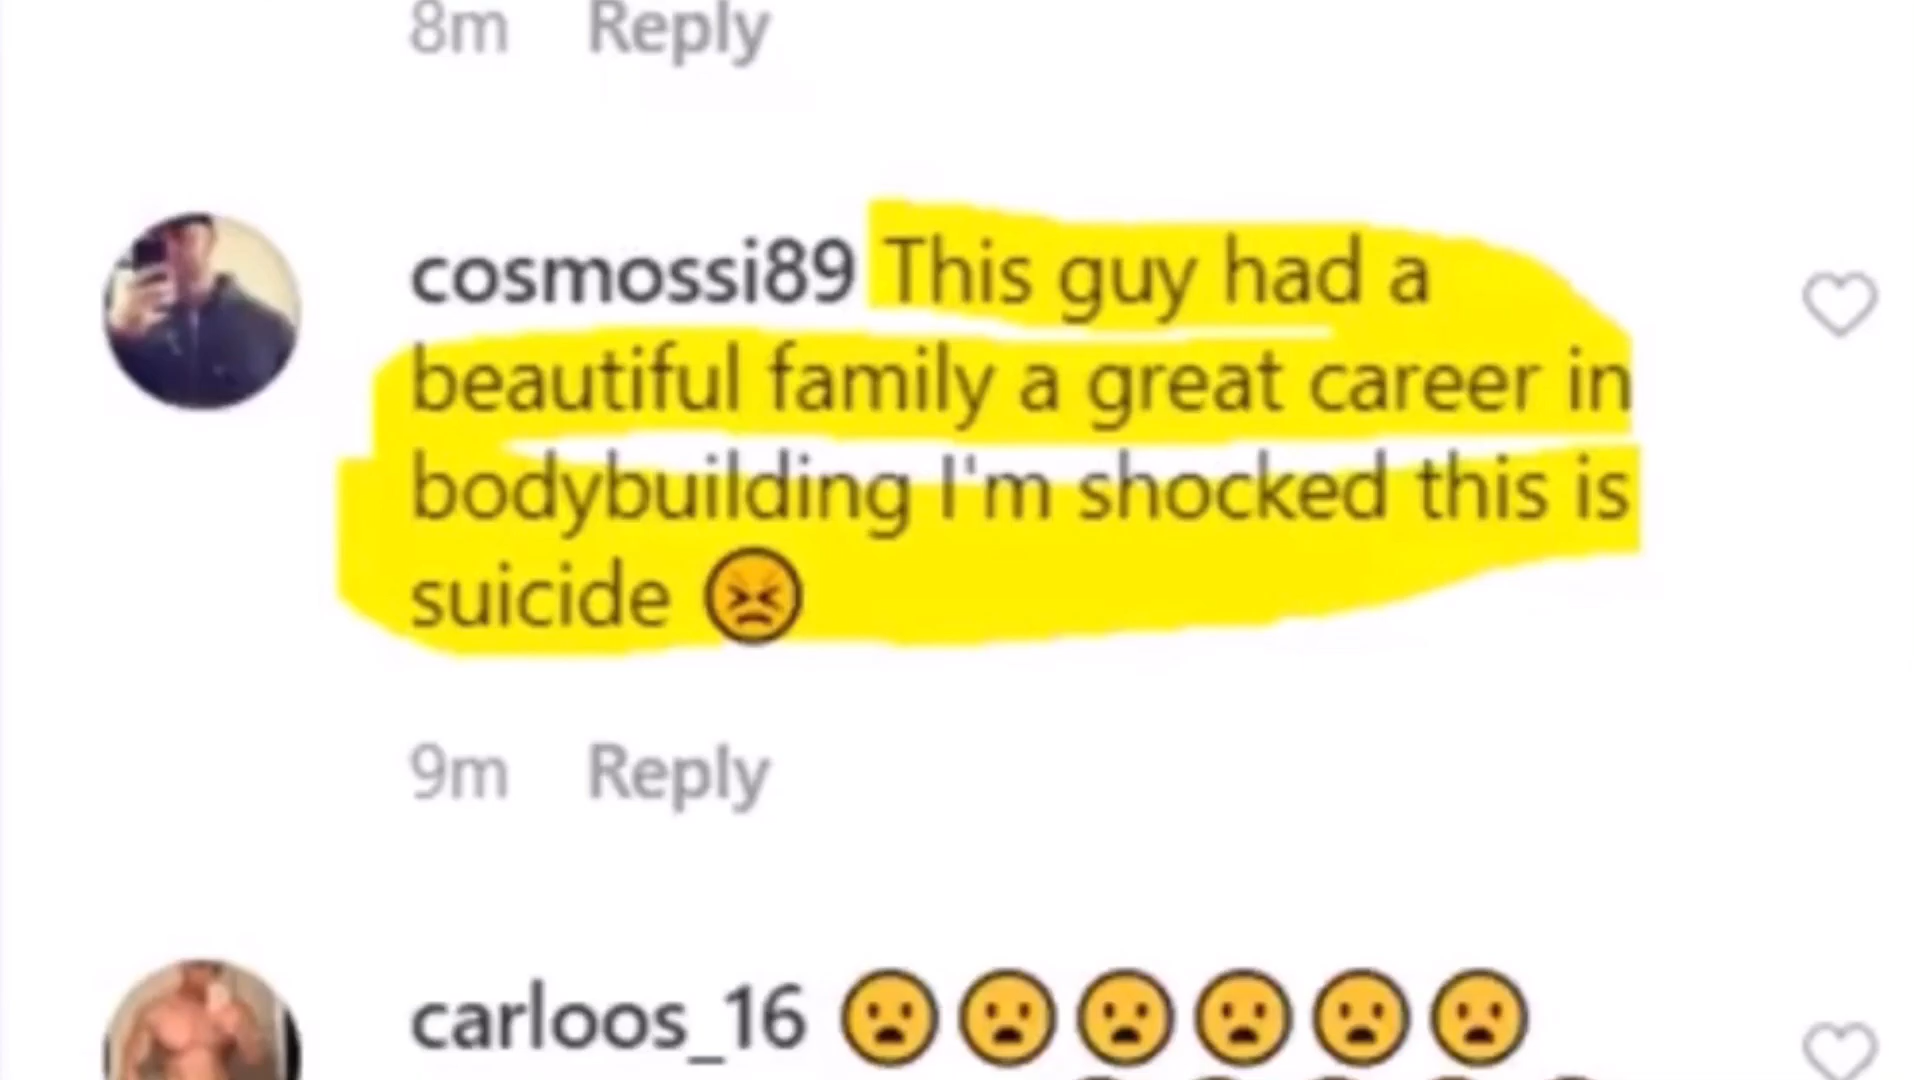 8m Reply
cosmossi89 This guy had a
beautiful family a great career in
bodybuilding I'm shocked this is
suicide 😣
9m Reply
carloos_16 😦😦😦😦😦😦